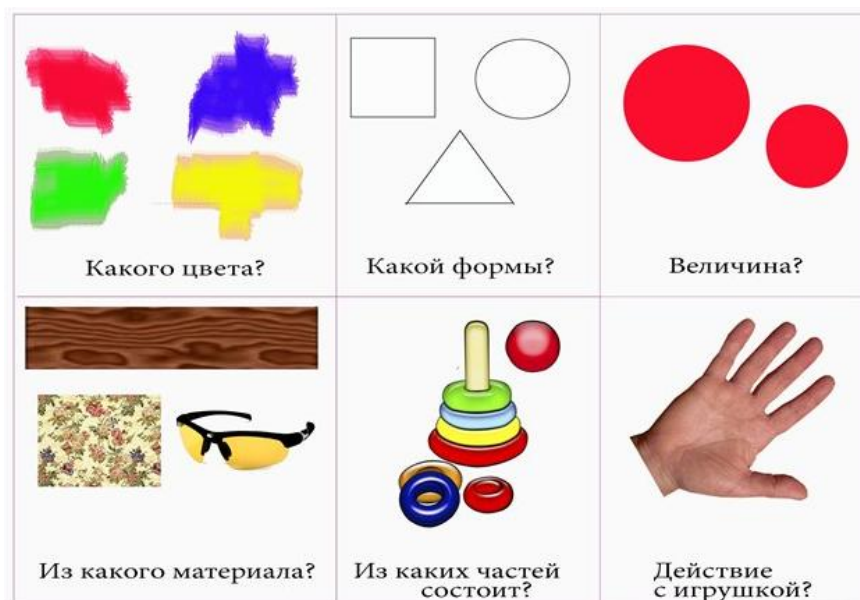 Какого цвета?
Какой формы?
Величина?
Из какого материала?
Из каких частей
состоит?
Действие
с игрушкой?